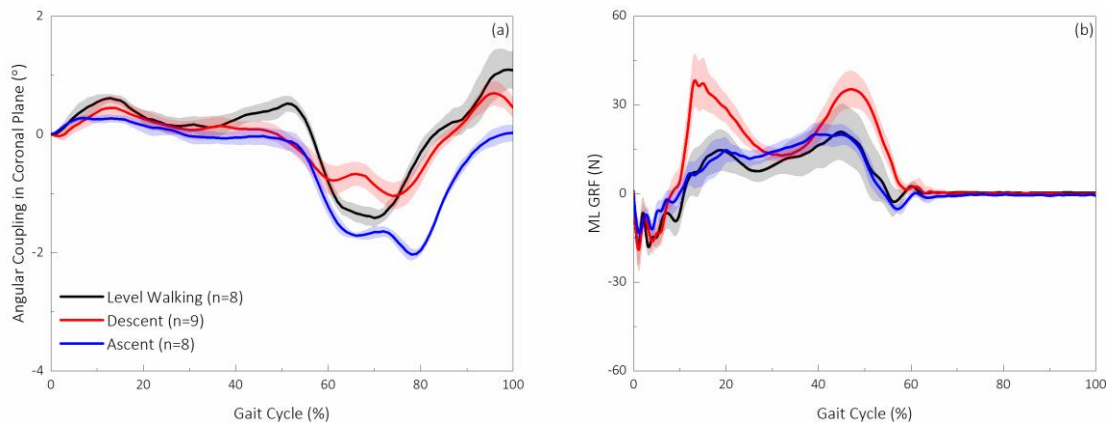 (a)
2
0
-2
-4
Angular Coupling in Coronal Plane (°)
Level Walking (n=8)
Descent (n=9)
Ascent (n=8)
0 20 40 60 80 100
Gait Cycle (%)
(b)
60
30
0
-30
-60
ML GRF (N)
0 20 40 60 80 100
Gait Cycle (%)